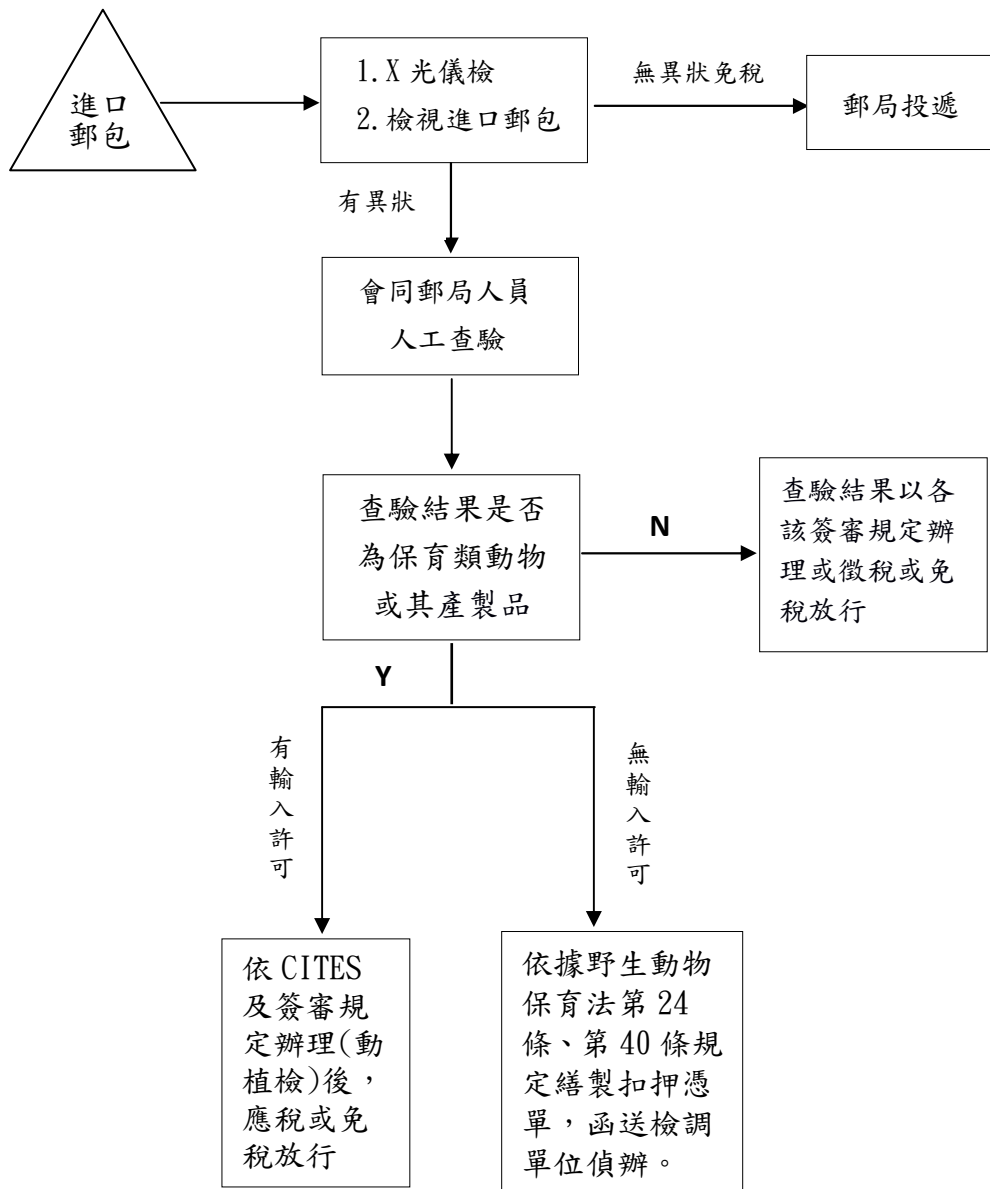 進口
郵包
1.X 光儀檢
2.檢視進口郵包
無異狀免稅
郵局投遞
有異狀
會同郵局人員
人工查驗
查驗結果是否
為保育類動物
或其產製品
N
查驗結果以各
該簽審規定辦
理或徵稅或免
稅放行
Y
有輸入許可
無輸入許可
依 CITES
及簽審規
定辦理(動
植檢)後，
應稅或免
稅放行
依據野生動物
保育法第 24
條、第 40 條規
定繕製扣押憑
單，函送檢調
單位偵辦。